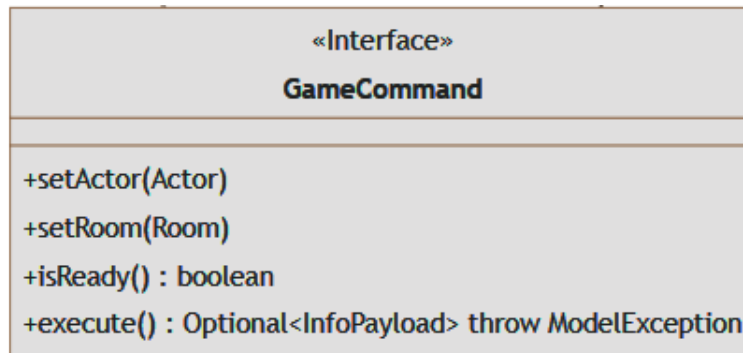 «Interface»
GameCommand
+setActor(Actor)
+setRoom(Room)
+isReady() : boolean
+execute() : Optional<InfoPayload> throw ModelException